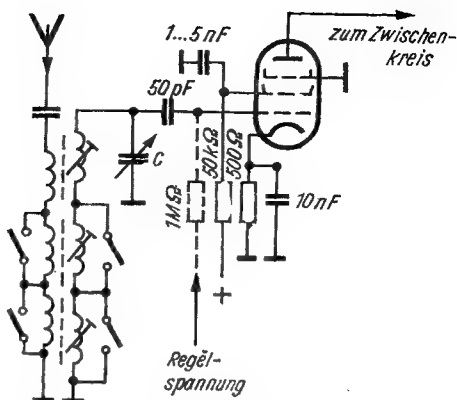 1...5 nF
zum Zwischen-
kreis
50 pF
C
1MΩ
50kΩ
500Ω
10nF
+
Regel-
spannung